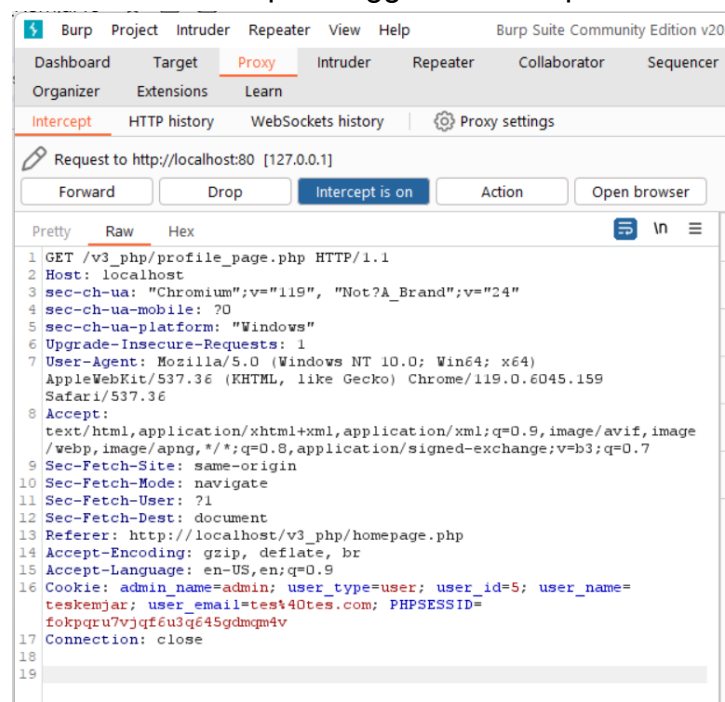 Burp Project Intruder Repeater View Help Burp Suite Community Edition v20
Dashboard Target Proxy Intruder Repeater Collaborator Sequencer
Organizer Extensions Learn
Intercept HTTP history WebSockets history Proxy settings
Request to http://localhost:80 [127.0.0.1]
Forward Drop Intercept is on Action Open browser
Pretty Raw Hex \n
1 GET /v3_php/profile_page.php HTTP/1.1
2 Host: localhost
3 sec-ch-ua: "Chromium";v="119", "Not?A_Brand";v="24"
4 sec-ch-ua-mobile: ?0
5 sec-ch-ua-platform: "Windows"
6 Upgrade-Insecure-Requests: 1
7 User-Agent: Mozilla/5.0 (Windows NT 10.0; Win64; x64)
AppleWebKit/537.36 (KHTML, like Gecko) Chrome/119.0.6045.159
Safari/537.36
8 Accept:
text/html,application/xhtml+xml,application/xml;q=0.9,image/avif,image
/webp,image/apng,*/*;q=0.8,application/signed-exchange;v=b3;q=0.7
9 Sec-Fetch-Site: same-origin
10 Sec-Fetch-Mode: navigate
11 Sec-Fetch-User: ?1
12 Sec-Fetch-Dest: document
13 Referer: http://localhost/v3_php/homepage.php
14 Accept-Encoding: gzip, deflate, br
15 Accept-Language: en-US,en;q=0.9
16 Cookie: admin_name=admin; user_type=user; user_id=5; user_name=
teskemjar; user_email=tes%40tes.com; PHPSESSID=
fokpqru7vjqf6u3q645gdmqm4v
17 Connection: close
18
19